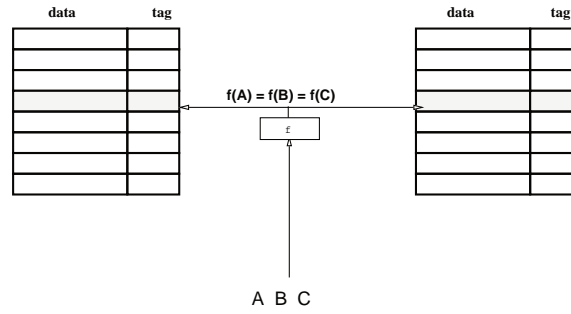 data tag data tag
f(A) = f(B) = f(C)
f
A B C